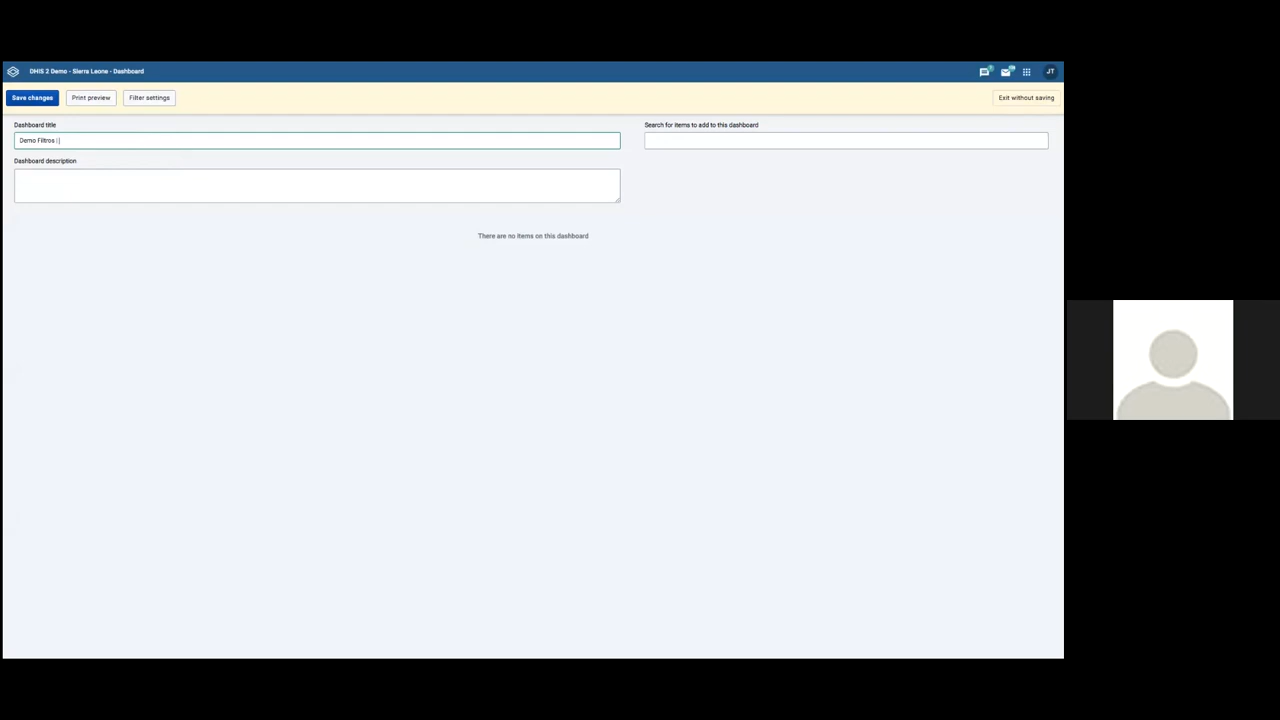 DHIS 2 Demo - Sierra Leone - Dashboard
JT
Save changes
Print preview
Filter settings
Exit without saving
Dashboard title
Search for items to add to this dashboard
Demo Filtros |
Dashboard description
There are no items on this dashboard